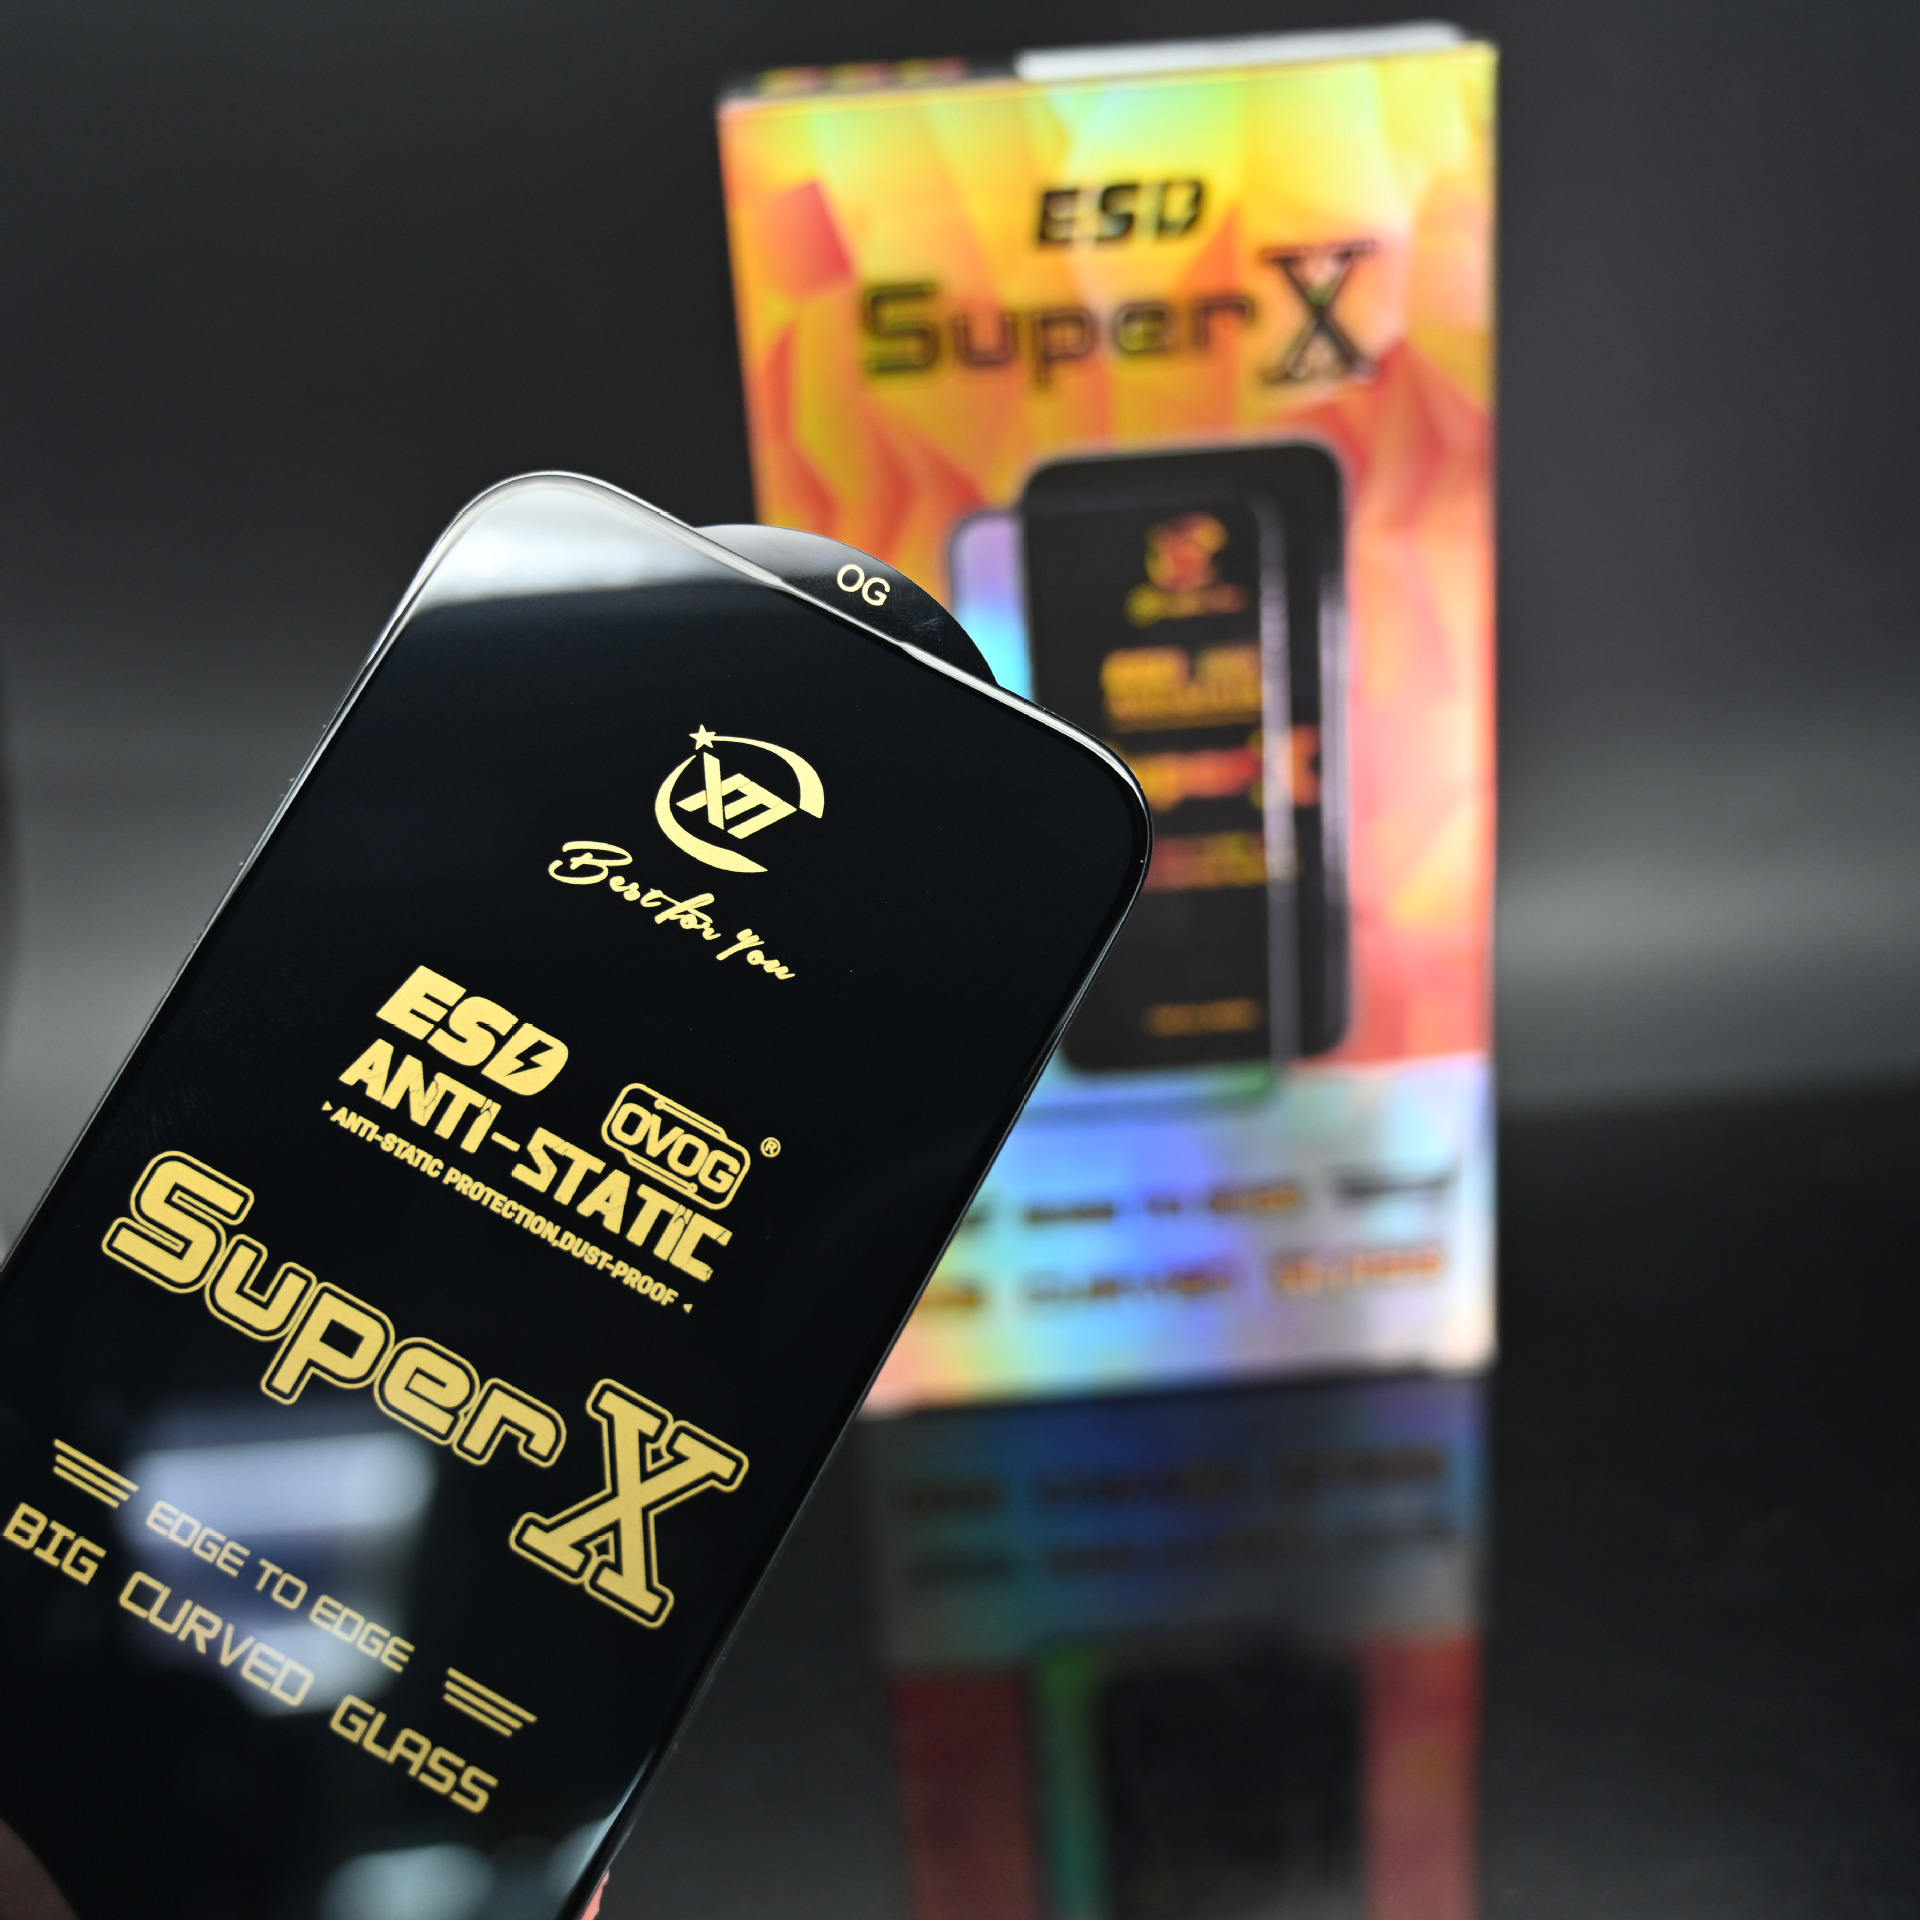 ESD
Super X
OG
XM
Best for You
ESD
ANTI-STATIC
OVOG®
ANTI-STATIC PROTECTION,DUST-PROOF
Super X
EDGE TO EDGE
BIG CURVED GLASS